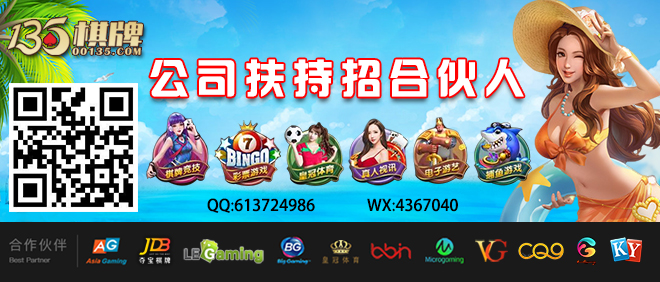 135棋牌
00135.COM
公司扶持招合伙人
棋牌竞技
7
BINGO
彩票游戏
皇冠体育
真人视讯
电子游艺
捕鱼游戏
QQ:613724986 WX:4367040
合作伙伴
Best Partner
AG
Asia Gaming
JDB
夺宝棋牌
LEGaming
BG
Big Gaming
皇冠体育
bbin
Microgaming
VG
CQ9
KY